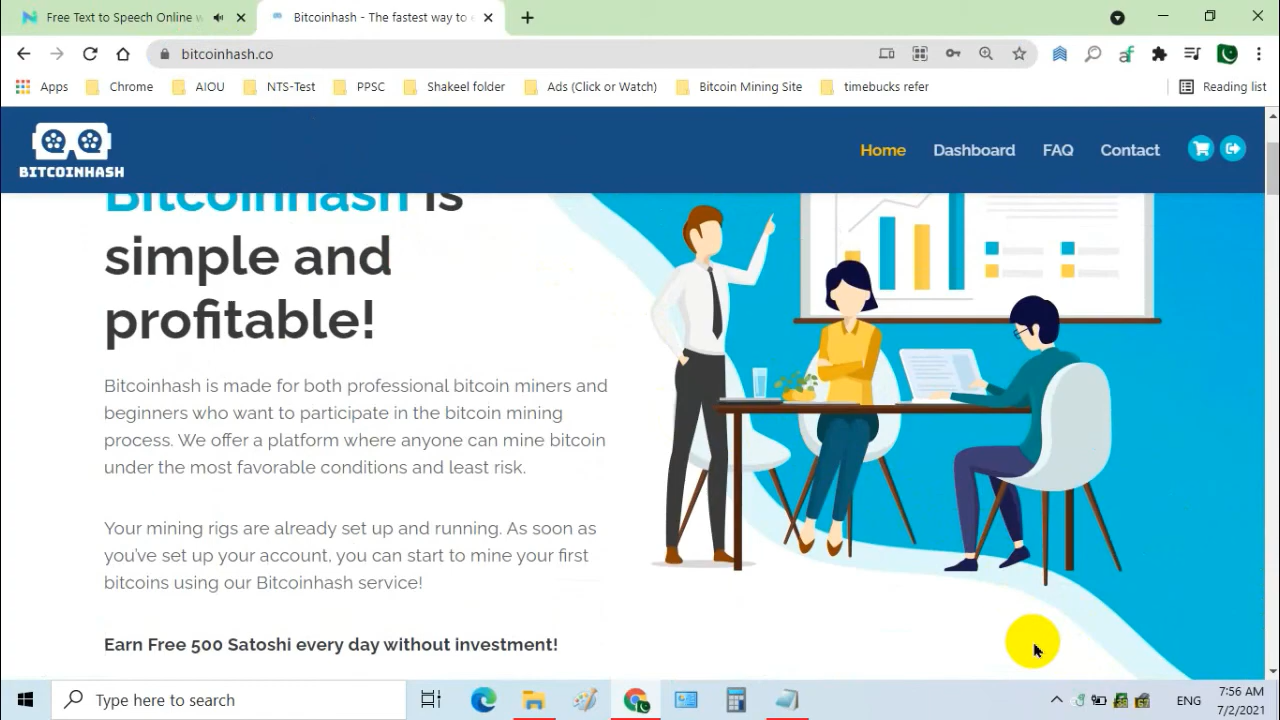 Free Text to Speech Online
Bitcoinhash - The fastest way to
bitcoinhash.co
Apps
Chrome
AIOU
NTS-Test
PPSC
Shakeel folder
Ads (Click or Watch)
Bitcoin Mining Site
timebucks refer
Reading list
BITCOINHASH
Home
Dashboard
FAQ
Contact
Bitcoinhash is
simple and
profitable!
Bitcoinhash is made for both professional bitcoin miners and
beginners who want to participate in the bitcoin mining
process. We offer a platform where anyone can mine bitcoin
under the most favorable conditions and least risk.
Your mining rigs are already set up and running. As soon as
you've set up your account, you can start to mine your first
bitcoins using our Bitcoinhash service!
Earn Free 500 Satoshi every day without investment!
Type here to search
ENG
7:56 AM
7/2/2021